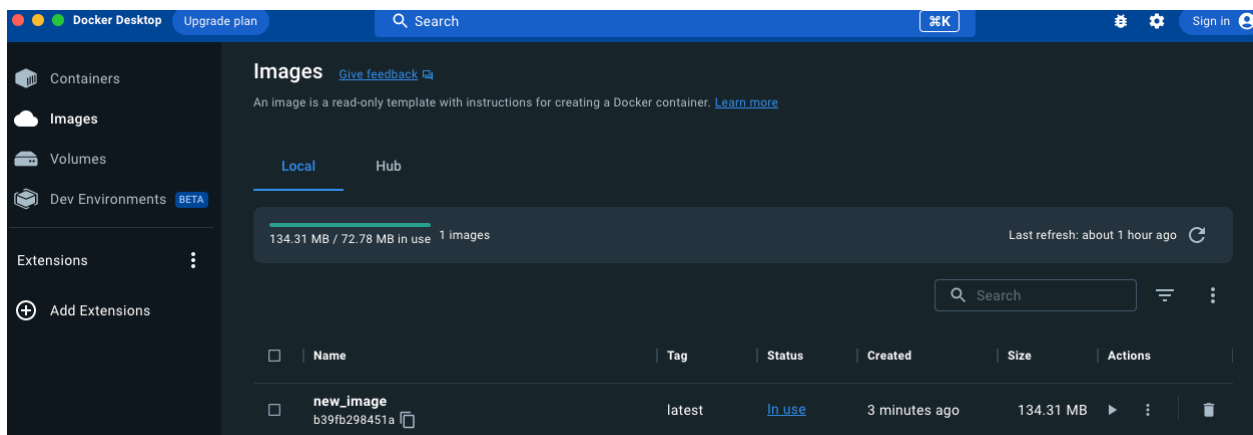 Docker Desktop Upgrade plan Search ⌘K Sign in
Containers
Images
Volumes
Dev Environments BETA
Extensions
Add Extensions
Images Give feedback
An image is a read-only template with instructions for creating a Docker container. Learn more
Local Hub
134.31 MB / 72.78 MB in use 1 images Last refresh: about 1 hour ago
Search
Name Tag Status Created Size Actions
new_image latest In use 3 minutes ago 134.31 MB
b39fb298451a